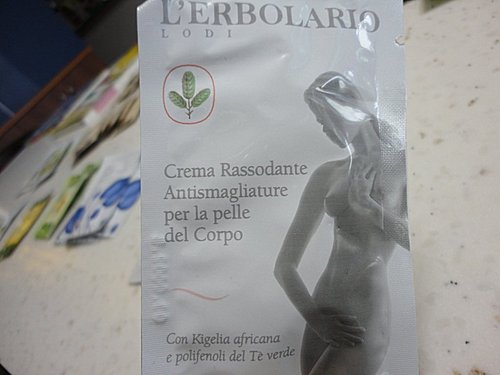 L'ERBOLARIO
LODI
Crema Rassodante
Antismagliature
per la pelle
del Corpo
Con Kigelia africana
e polifenoli del Tè verde